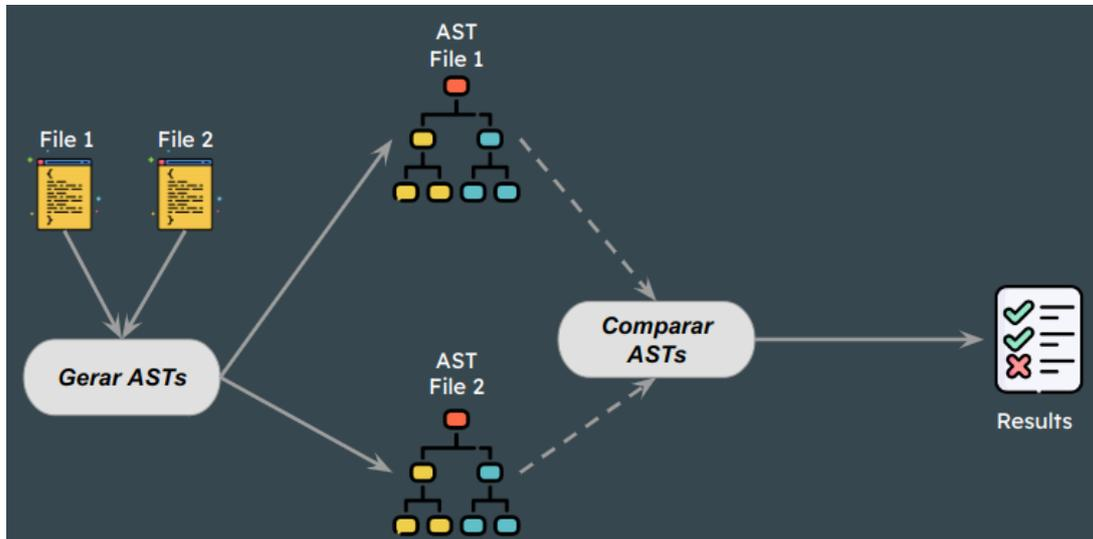 File 1
File 2
Gerar ASTs
AST
File 1
AST
File 2
Comparar
ASTs
Results